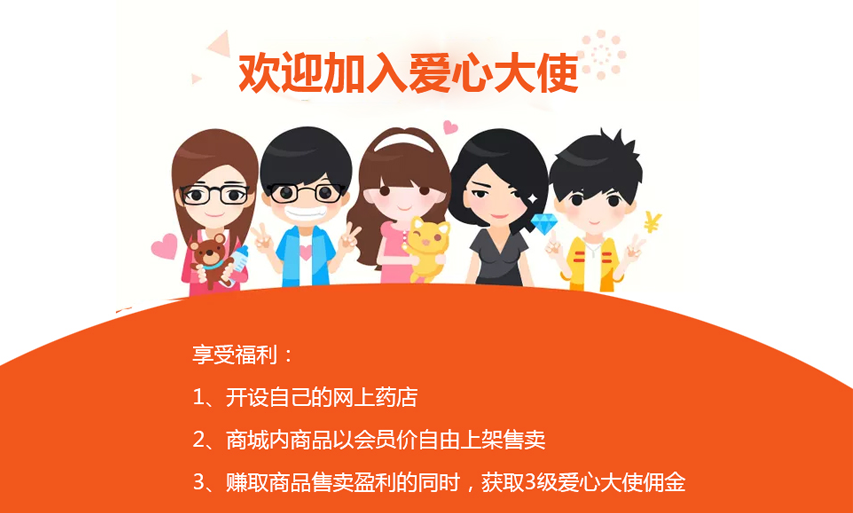 欢迎加入爱心大使
¥
享受福利：
1、开设自己的网上药店
2、商城内商品以会员价自由上架售卖
3、赚取商品售卖盈利的同时，获取3级爱心大使佣金